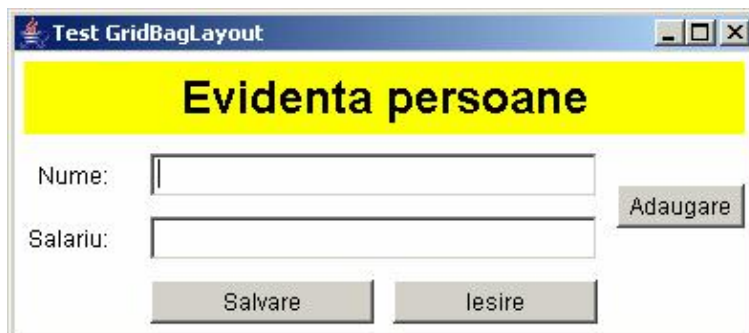 Test GridBagLayout
Evidenta persoane
Nume:
Adaugare
Salariu:
Salvare Iesire